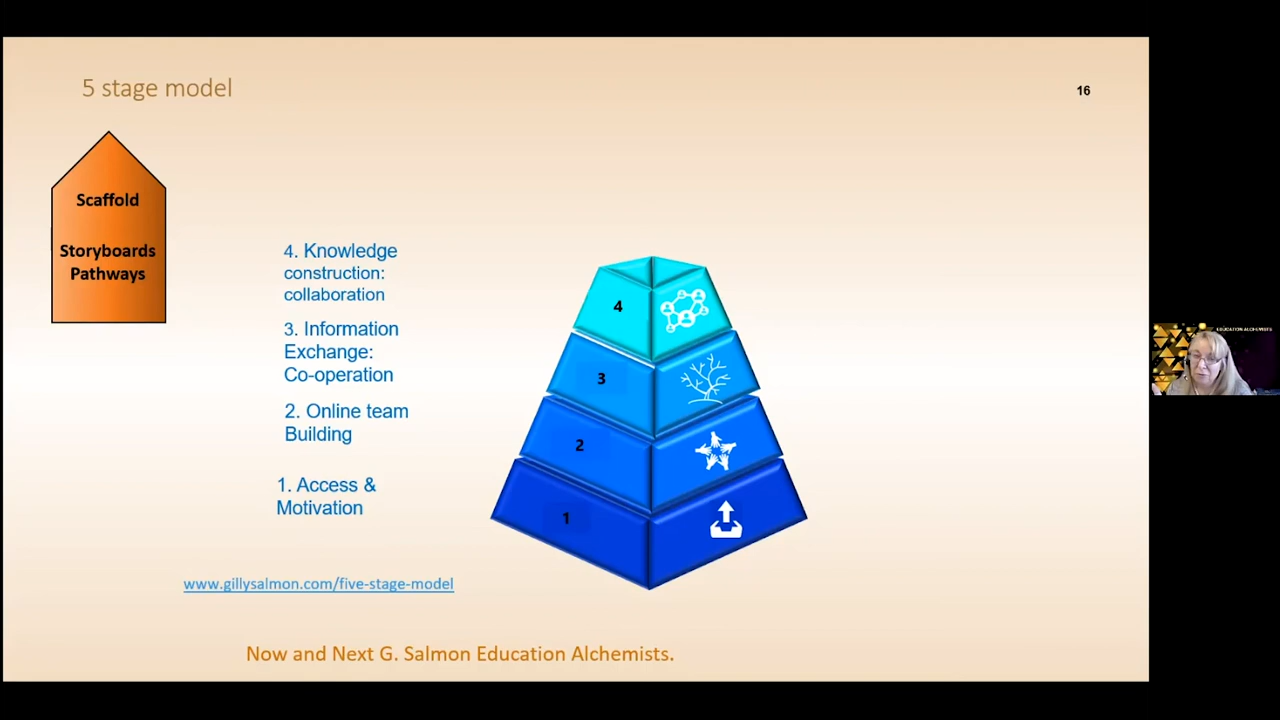 5 stage model
16
Scaffold
Storyboards
Pathways
4. Knowledge
construction:
collaboration
3. Information
Exchange:
Co-operation
2. Online team
Building
1. Access &
Motivation
4
3
2
1
www.gillysalmon.com/five-stage-model
Now and Next G. Salmon Education Alchemists.
EDUCATION ALCHEMISTS